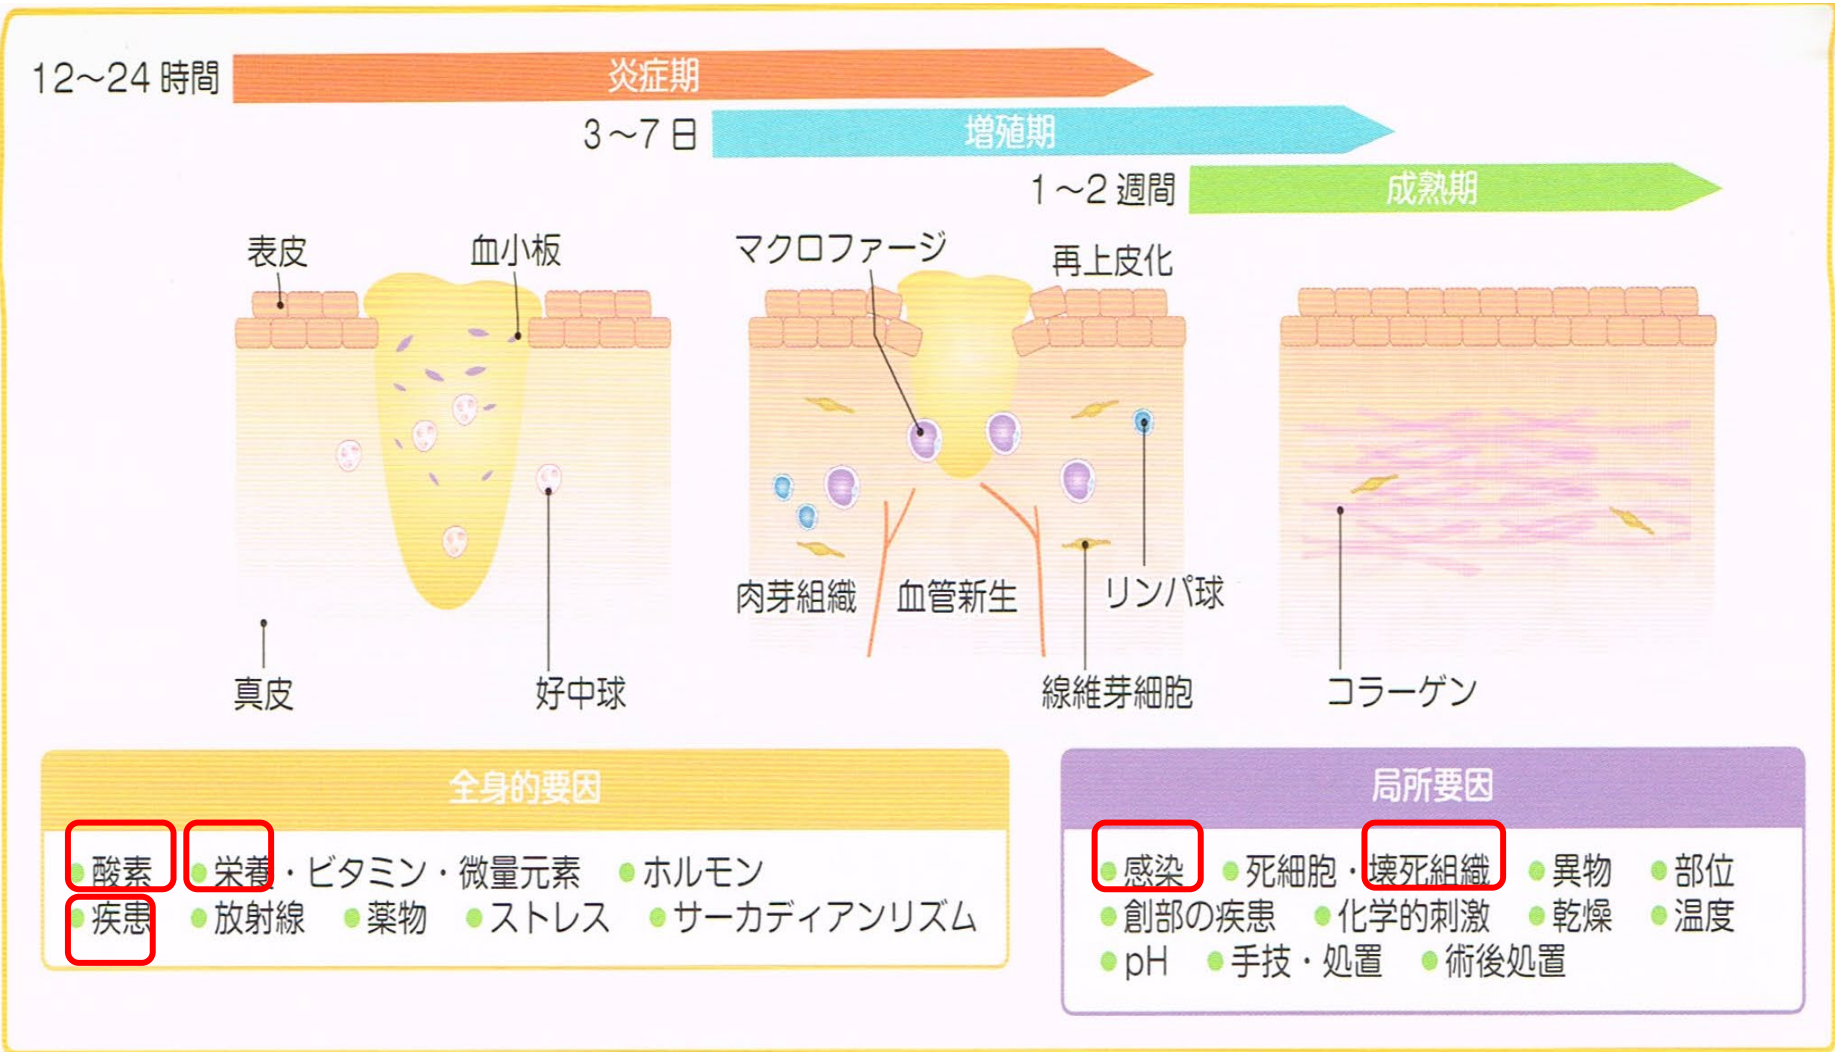 12～24 時間 炎症期
3～7 日 増殖期
1～2 週間 成熟期
表皮 血小板 マクロファージ 再上皮化
肉芽組織 血管新生 リンパ球
真皮 好中球 線維芽細胞 コラーゲン
全身的要因
● 酸素 ● 栄養・ビタミン・微量元素 ● ホルモン
● 疾患 ● 放射線 ● 薬物 ● ストレス ● サーカディアンリズム
局所要因
● 感染 ● 死細胞・壊死組織 ● 異物 ● 部位
● 創部の疾患 ● 化学的刺激 ● 乾燥 ● 温度
● pH ● 手技・処置 ● 術後処置